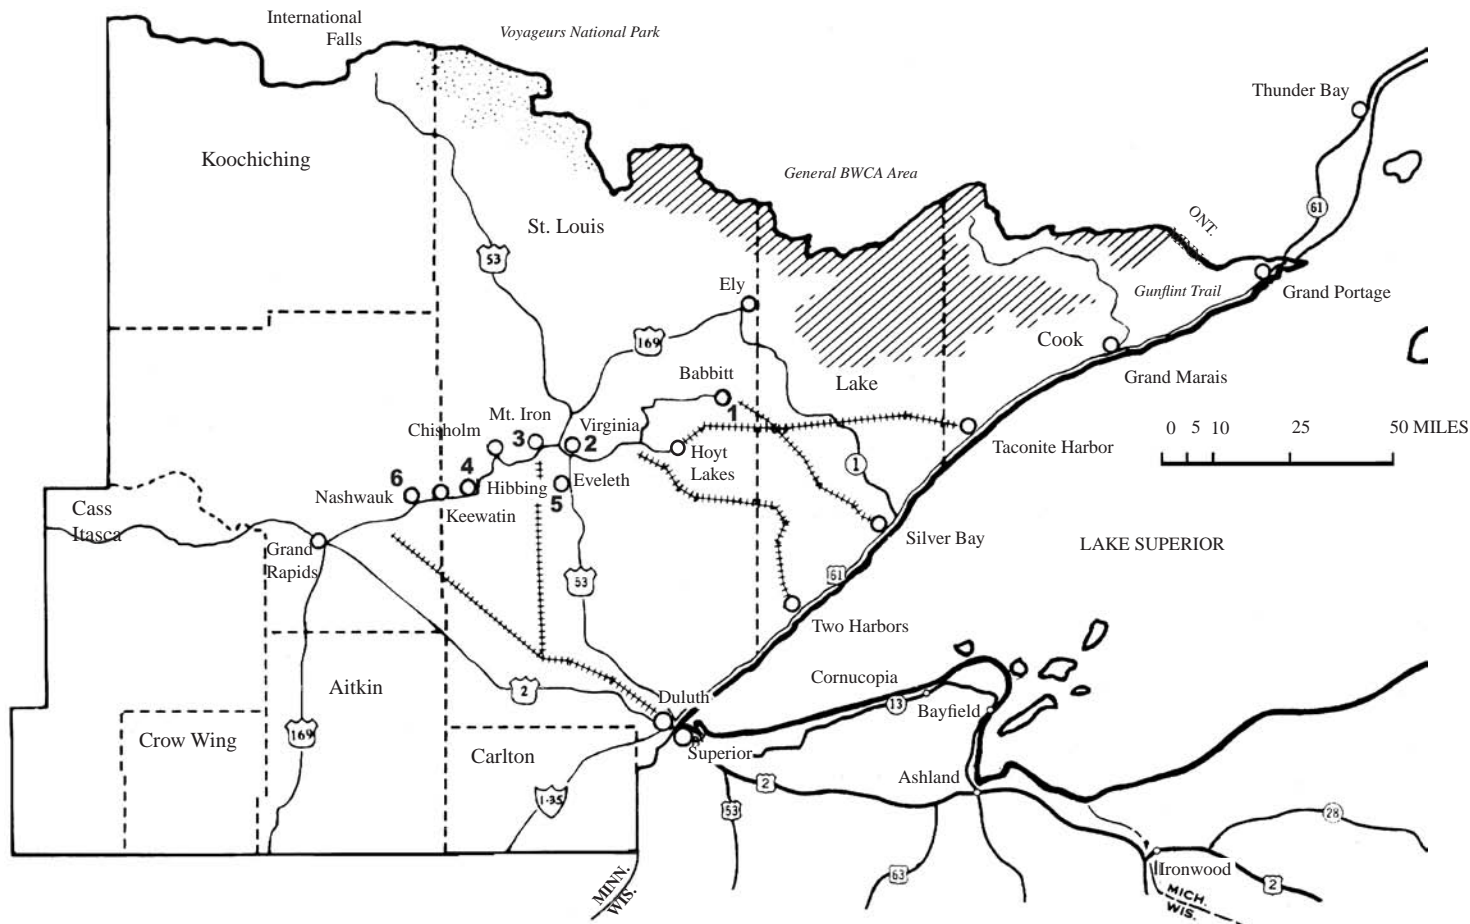 International
Falls
Voyageurs National Park
Thunder Bay
Koochiching
General BWCA Area
61
ONT.
St. Louis
53
Ely
Gunflint Trail
Grand Portage
169
Cook
Babbitt
Lake
Grand Marais
1
Mt. Iron
Virginia
Chisholm
3
2
Taconite Harbor
0 5 10 25 50 MILES
Hoyt
Lakes
1
4
6
Hibbing
Eveleth
Nashwauk
5
Keewatin
Cass
Itasca
Silver Bay
LAKE SUPERIOR
Grand
Rapids
53
61
Two Harbors
Cornucopia
Aitkin
2
Duluth
13
Bayfield
169
Crow Wing
Carlton
Superior
Ashland
2
I-35
53
28
63
Ironwood
2
MINN.
WIS.
MICH.
WIS.